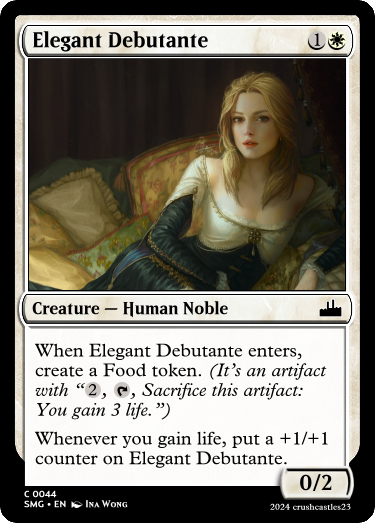 Elegant Debutante 1
Creature — Human Noble
When Elegant Debutante enters,
create a Food token. (It's an artifact
with “2, , Sacrifice this artifact:
You gain 3 life.”)
Whenever you gain life, put a +1/+1
counter on Elegant Debutante.
0/2
C 0044
SMG • EN Ina Wong
2024 crushcastles23